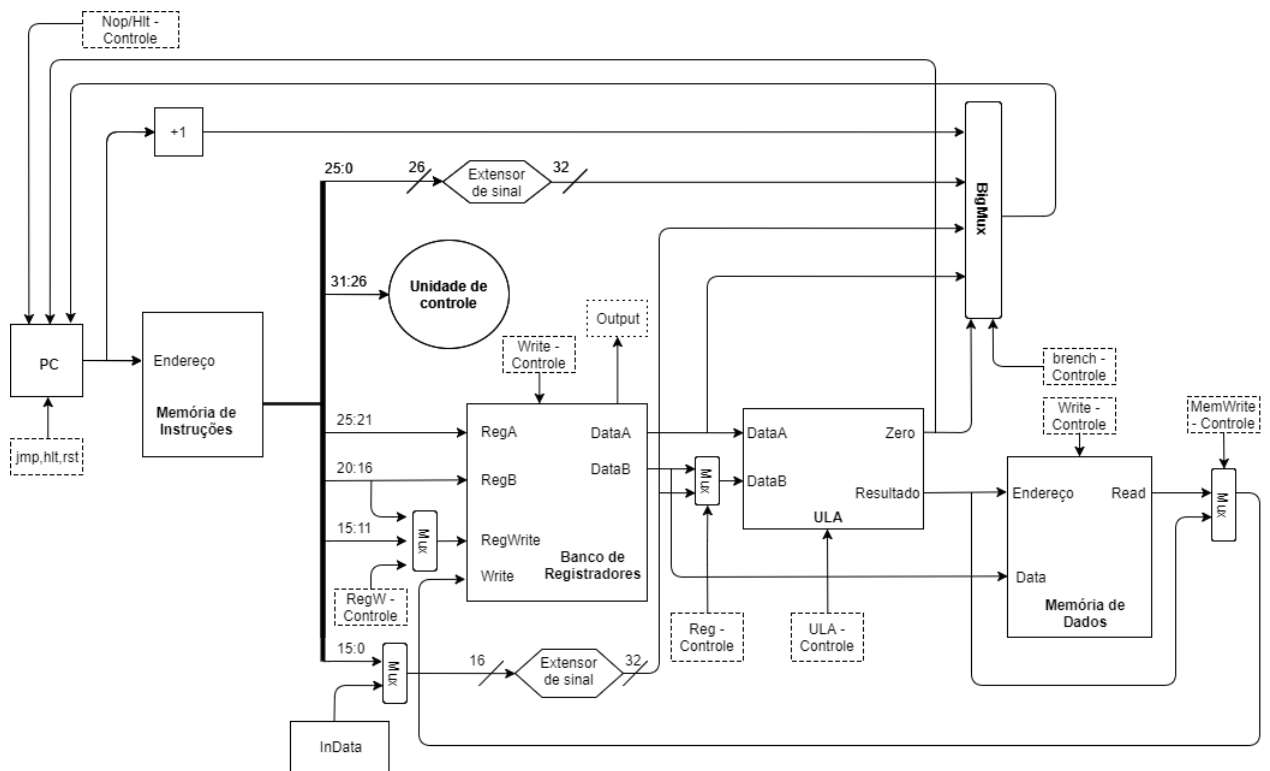 Nop/Hlt -
Controle
+1
25:0
26
Extensor
de sinal
32
BigMux
31:26
Unidade de
controle
PC
Endereço
Memória de
Instruções
jmp,hlt,rst
Write -
Controle
Output
brench -
Controle
25:21
RegA
DataA
20:16
RegB
DataB
15:11
Mux
RegWrite
Write
Banco de
Registradores
RegW -
Controle
Mux
DataA
Zero
DataB
Resultado
ULA
Write -
Controle
MemWrite
- Controle
Endereço
Read
Data
Memória de
Dados
Mux
Reg -
Controle
ULA -
Controle
15:0
Mux
16
Extensor
de sinal
32
InData